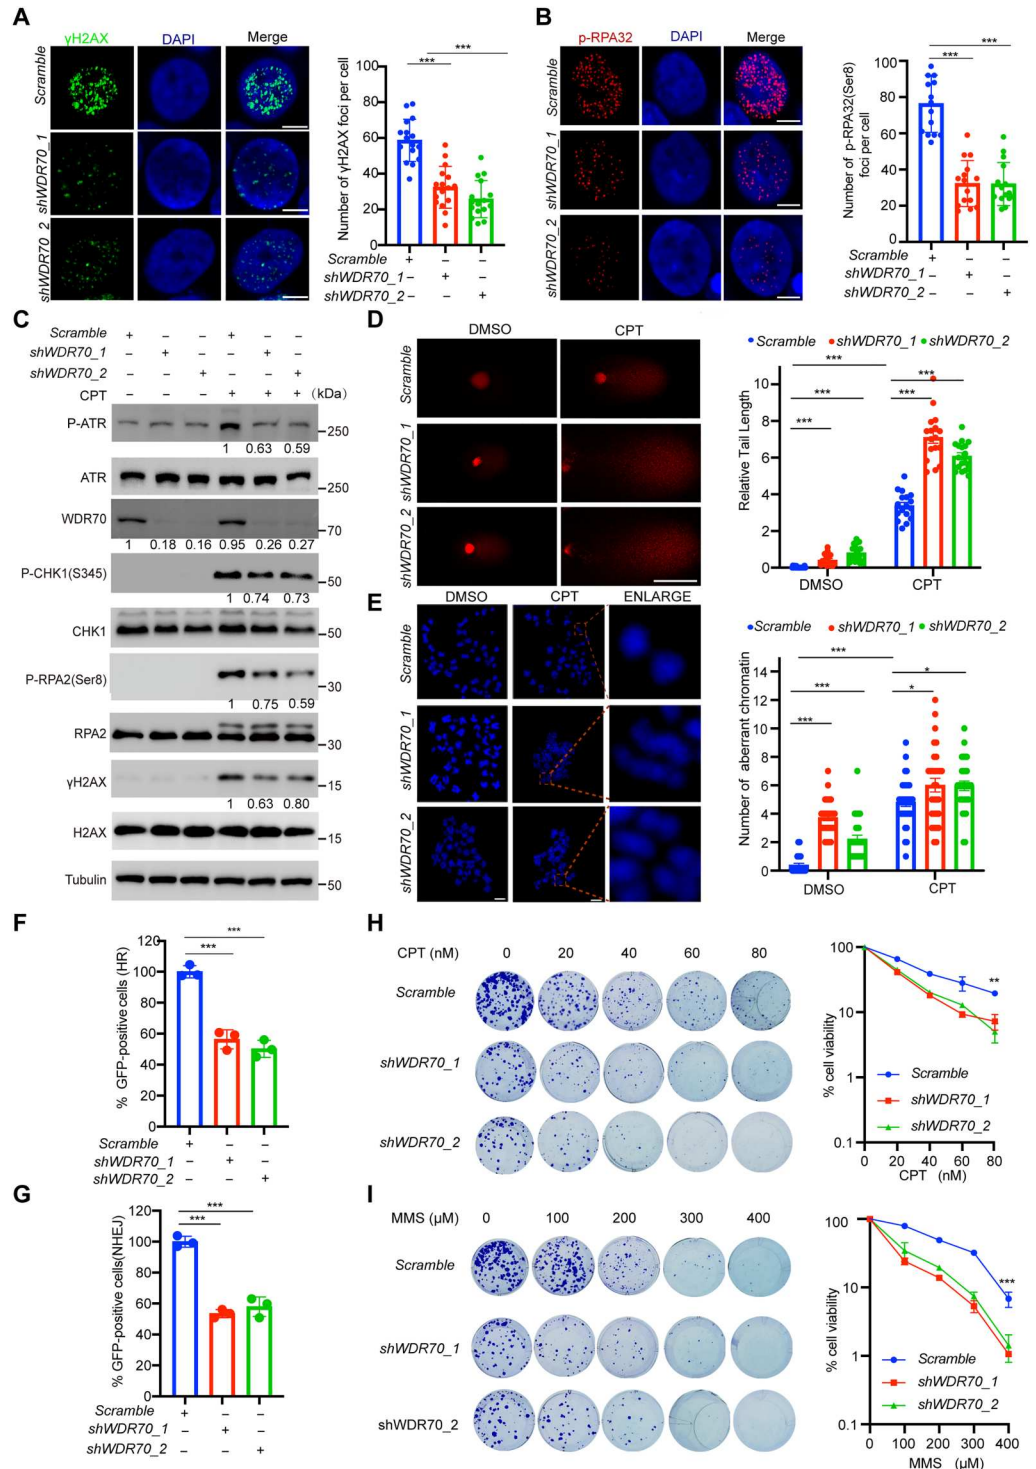 A
γH2AX DAPI Merge
Scramble
shWDR70_1
shWDR70_2
Number of γH2AX foci per cell
100
80
60
40
20
0
*** ***
Scramble + – –
shWDR70_1 – + –
shWDR70_2 – – +
B
p-RPA32 DAPI Merge
Scramble
shWDR70_1
shWDR70_2
Number of p-RPA32(Ser8)
foci per cell
100
80
60
40
20
0
*** ***
Scramble + – –
shWDR70_1 – + –
shWDR70_2 – – +
C
Scramble + – – + – –
shWDR70_1 – + – – + –
shWDR70_2 – – + – – +
CPT – – – + + + (kDa)
P-ATR 250
1 0.63 0.59
ATR 250
WDR70 70
1 0.18 0.16 0.95 0.26 0.27
P-CHK1(S345) 50
1 0.74 0.73
CHK1 50
P-RPA2(Ser8) 30
1 0.75 0.59
RPA2 30
γH2AX 15
1 0.63 0.80
H2AX 15
Tubulin 50
D
DMSO CPT
Scramble
shWDR70_1
shWDR70_2
Scramble shWDR70_1 shWDR70_2
Relative Tail Length
10
8
6
4
2
0
*** *** *** *** ***
DMSO CPT
E
DMSO CPT ENLARGE
Scramble
shWDR70_1
shWDR70_2
Scramble shWDR70_1 shWDR70_2
Number of aberrant chromatin
14
12
10
8
6
4
2
0
*** *** *** * *
DMSO CPT
F
% GFP-positive cells (HR)
120
100
80
60
40
20
0
*** ***
Scramble + – –
shWDR70_1 – + –
shWDR70_2 – – +
G
% GFP-positive cells(NHEJ)
120
100
80
60
40
20
0
*** ***
Scramble + – –
shWDR70_1 – + –
shWDR70_2 – – +
H
CPT (nM) 0 20 40 60 80
Scramble
shWDR70_1
shWDR70_2
% cell viability
100
10
1
0.1
**
Scramble
shWDR70_1
shWDR70_2
0 20 40 60 80
CPT (nM)
I
MMS (μM) 0 100 200 300 400
Scramble
shWDR70_1
shWDR70_2
% cell viability
100
10
1
0.1
***
Scramble
shWDR70_1
shWDR70_2
0 100 200 300 400
MMS (μM)